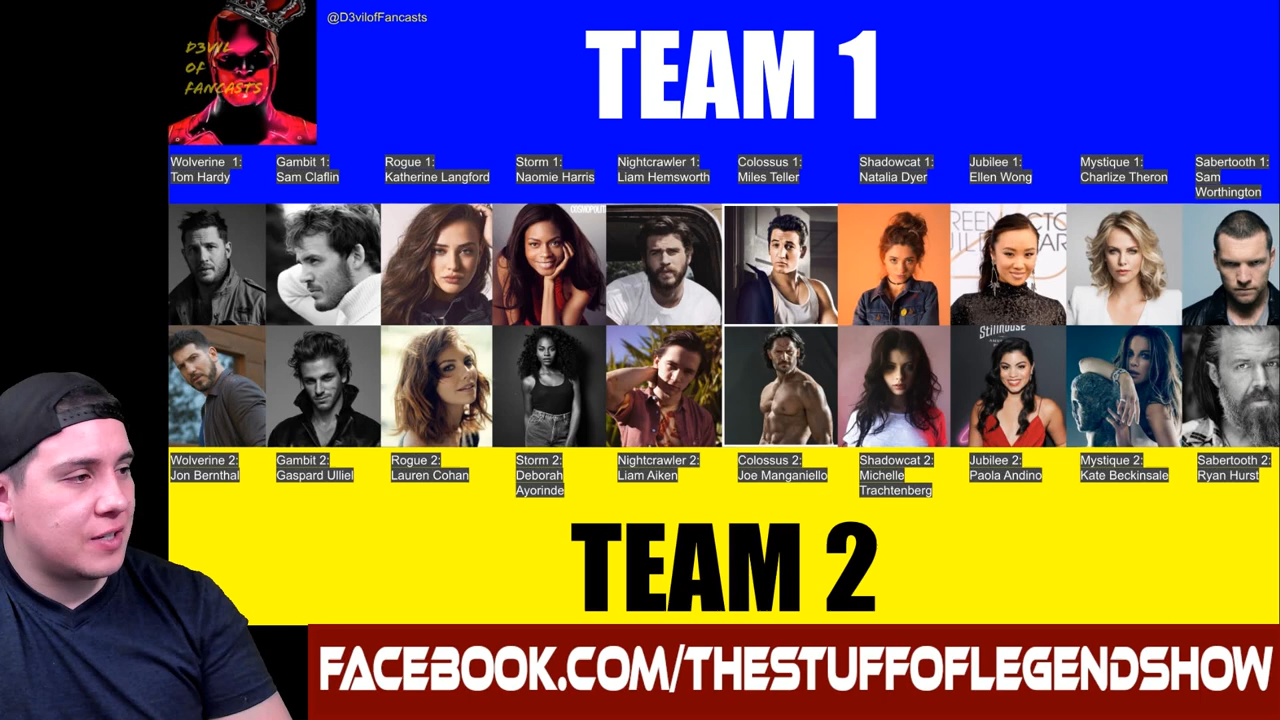 @D3vilofFancasts
D3VIL
OF
FANCASTS
TEAM 1
Wolverine 1:
Tom Hardy
Gambit 1:
Sam Claflin
Rogue 1:
Katherine Langford
Storm 1:
Naomie Harris
Nightcrawler 1:
Liam Hemsworth
Colossus 1:
Miles Teller
Shadowcat 1:
Natalia Dyer
Jubilee 1:
Ellen Wong
Mystique 1:
Charlize Theron
Sabertooth 1:
Sam
Worthington
COSMOPOLIT
Stillhouse
Wolverine 2:
Jon Bernthal
Gambit 2:
Gaspard Ulliel
Rogue 2:
Lauren Cohan
Storm 2:
Deborah
Ayorinde
Nightcrawler 2:
Liam Aiken
Colossus 2:
Joe Manganiello
Shadowcat 2:
Michelle
Trachtenberg
Jubilee 2:
Paola Andino
Mystique 2:
Kate Beckinsale
Sabertooth 2:
Ryan Hurst
TEAM 2
FACEBOOK.COM/THESTUFFOFLEGENDSHOW